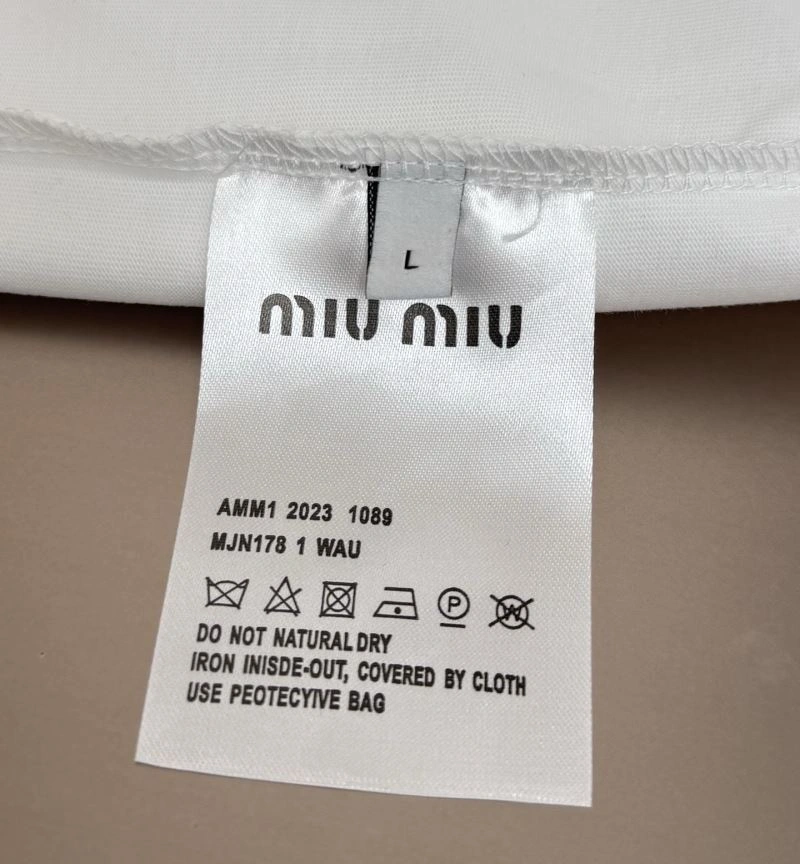 L
MIU MIU
AMM1 2023 1089
MJN178 1 WAU
P
W
DO NOT NATURAL DRY
IRON INISDE-OUT, COVERED BY CLOTH
USE PEOTECYIVE BAG